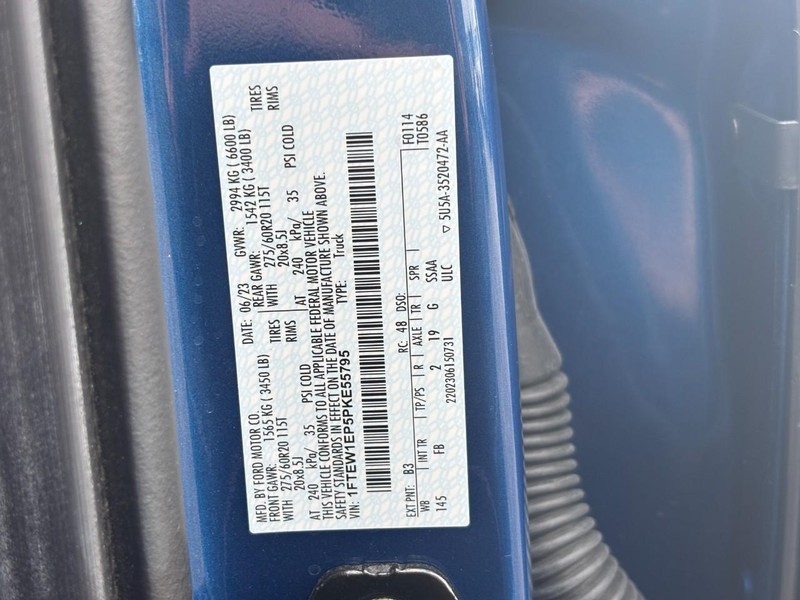 MFD. BY FORD MOTOR CO.
DATE: 06/23 GVWR: 2994 KG ( 6600 LB)
FRONT GAWR: 1565 KG ( 3450 LB) REAR GAWR: 1542 KG ( 3400 LB)
WITH 275/60R20 115T TIRES WITH 275/60R20 115T TIRES
20x8.5J RIMS 20x8.5J RIMS
AT 240 kPa/ 35 PSI COLD AT 240 kPa/ 35 PSI COLD
THIS VEHICLE CONFORMS TO ALL APPLICABLE FEDERAL MOTOR VEHICLE
SAFETY STANDARDS IN EFFECT ON THE DATE OF MANUFACTURE SHOWN ABOVE.
VIN: 1FTEW1EP5PKE55795 TYPE: Truck
F0114
T0586
EXT PNT: B3 RC: 48 DSO:
WB INT TR TP/PS R AXLE TR SPR
145 FB 2 19 G SSAA
2202306150731 ULC
▽ 5U5A-3520472-AA